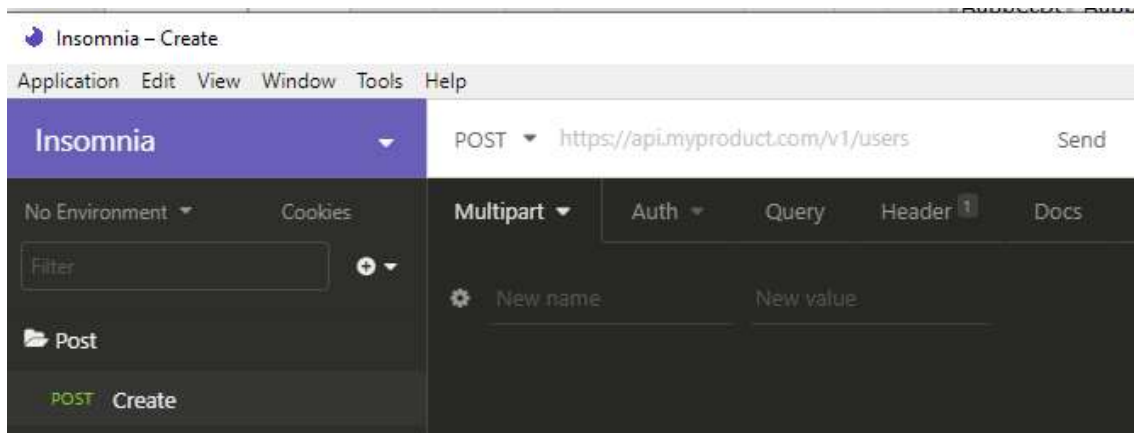 Insomnia – Create
Application Edit View Window Tools Help
Insomnia
POST https://api.myproduct.com/v1/users Send
No Environment Cookies
Multipart Auth Query Header 1 Docs
Filter
New name New value
Post
POST Create